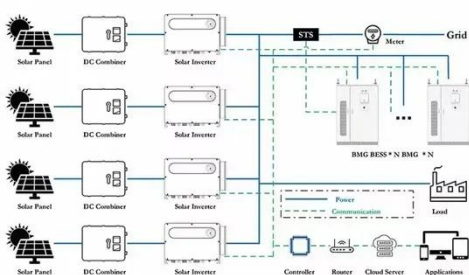 STS
Meter
Grid
Solar Panel
DC Combiner
Solar Inverter
Solar Panel
DC Combiner
Solar Inverter
BMG BESS * N BMG * N
Solar Panel
DC Combiner
Solar Inverter
Power
Communication
Load
Solar Panel
DC Combiner
Solar Inverter
Controller
Router
Cloud Server
Applications